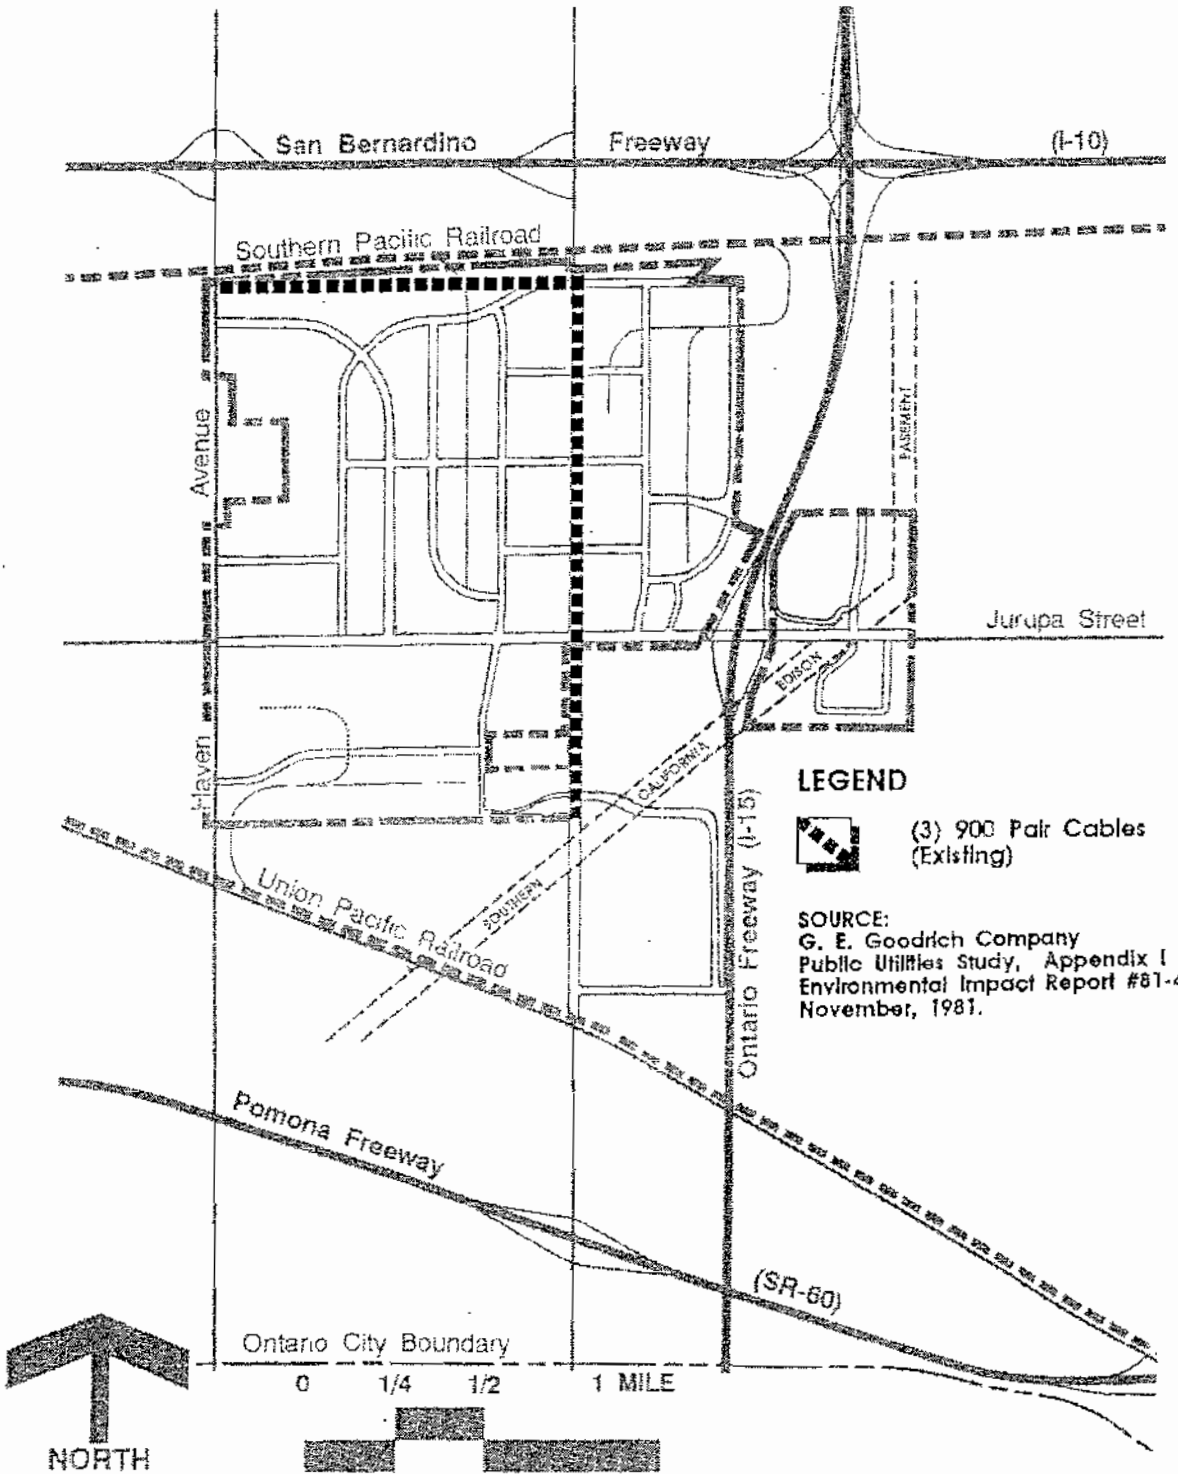 San Bernardino Freeway (I-10)
Southern Pacific Railroad
Avenue
Haven
Jurupa Street
EDISON
CALIFORNIA
SOUTHERN
LEGEND
(3) 900 Pair Cables
(Existing)
SOURCE:
G. E. Goodrich Company
Public Utilities Study, Appendix I
Environmental Impact Report #81-
November, 1981.
Ontario Freeway (I-15)
Union Pacific Railroad
Pomona Freeway
(SR-60)
Ontario City Boundary
0 1/4 1/2 1 MILE
NORTH